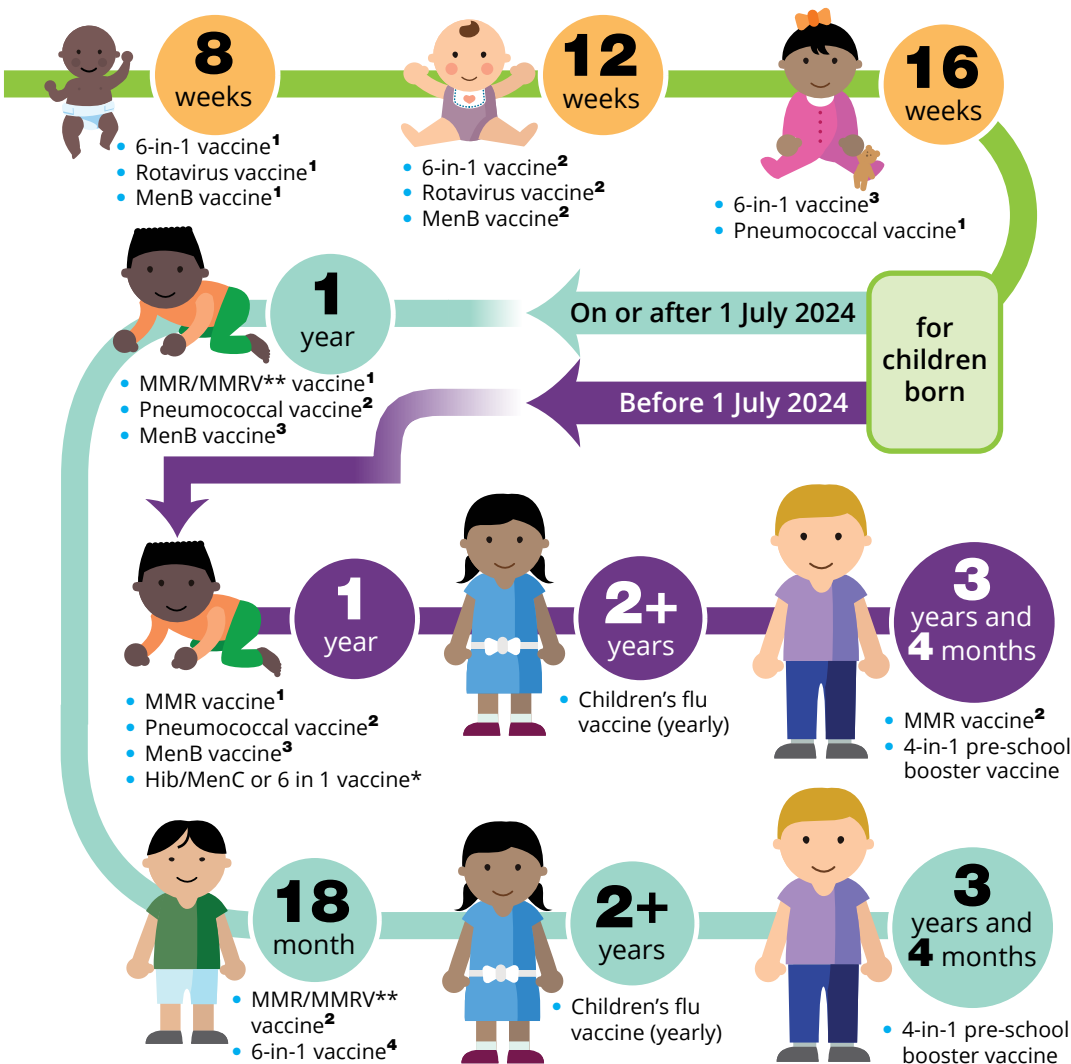 8
weeks
• 6-in-1 vaccine¹
• Rotavirus vaccine¹
• MenB vaccine¹
12
weeks
• 6-in-1 vaccine²
• Rotavirus vaccine²
• MenB vaccine²
16
weeks
• 6-in-1 vaccine³
• Pneumococcal vaccine¹
for
children
born
On or after 1 July 2024
Before 1 July 2024
1
year
• MMR/MMRV** vaccine¹
• Pneumococcal vaccine²
• MenB vaccine³
1
year
• MMR vaccine¹
• Pneumococcal vaccine²
• MenB vaccine³
• Hib/MenC or 6 in 1 vaccine*
2+
years
• Children’s flu
vaccine (yearly)
3
years and
4 months
• MMR vaccine²
• 4-in-1 pre-school
booster vaccine
18
month
• MMR/MMRV**
vaccine²
• 6-in-1 vaccine⁴
2+
years
• Children’s flu
vaccine (yearly)
3
years and
4 months
• 4-in-1 pre-school
booster vaccine